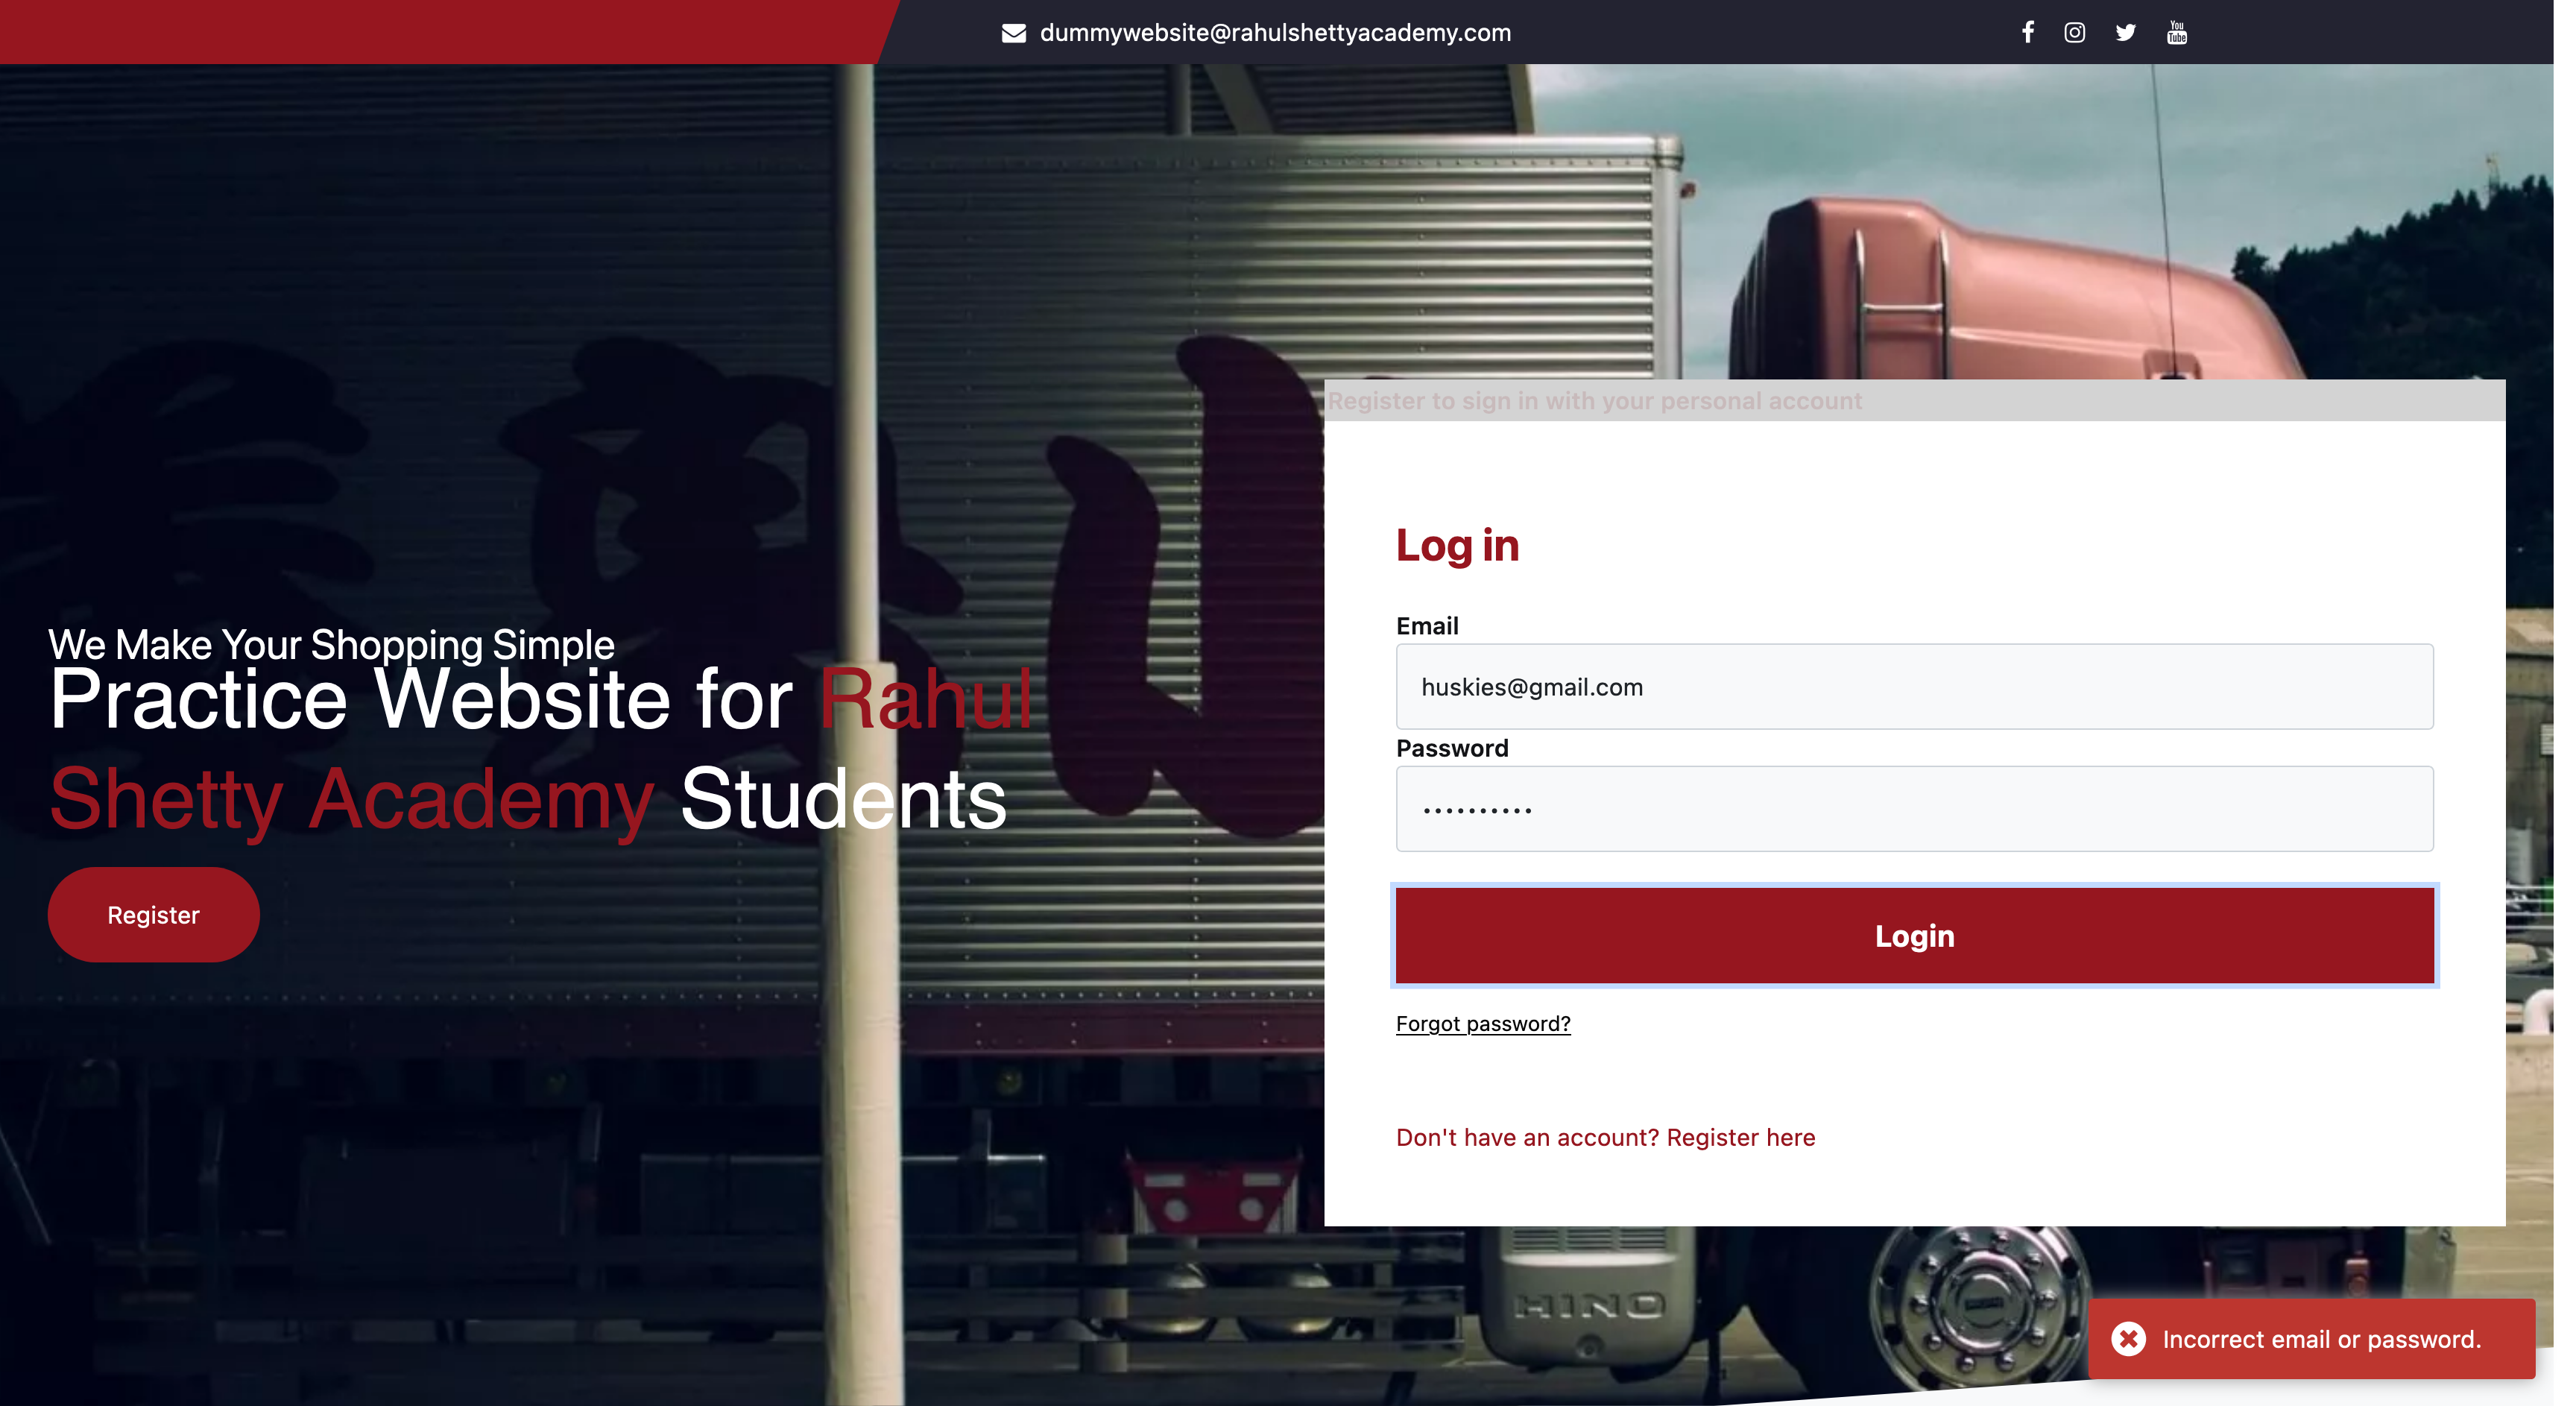 dummywebsite@rahulshettyacademy.com
Register to sign in with your personal account
We Make Your Shopping Simple
Practice Website for Rahul
Shetty Academy Students
Register
Log in
Email
huskies@gmail.com
Password
Login
Forgot password?
Don't have an account? Register here
HINO
Incorrect email or password.